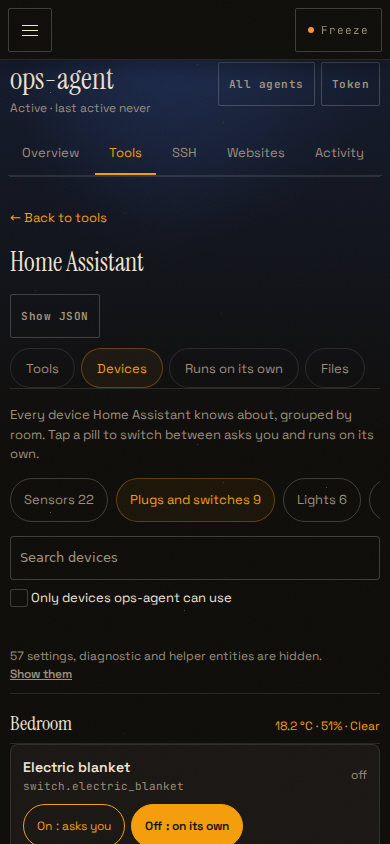 Freeze
ops-agent
Active · last active never
All agents
Token
Overview
Tools
SSH
Websites
Activity
← Back to tools
Home Assistant
Show JSON
Tools
Devices
Runs on its own
Files
Every device Home Assistant knows about, grouped by
room. Tap a pill to switch between asks you and runs on its
own.
Sensors 22
Plugs and switches 9
Lights 6
Search devices
Only devices ops-agent can use
57 settings, diagnostic and helper entities are hidden.
Show them
Bedroom
18.2 °C · 51% · Clear
Electric blanket
off
switch.electric_blanket
On : asks you
Off : on its own